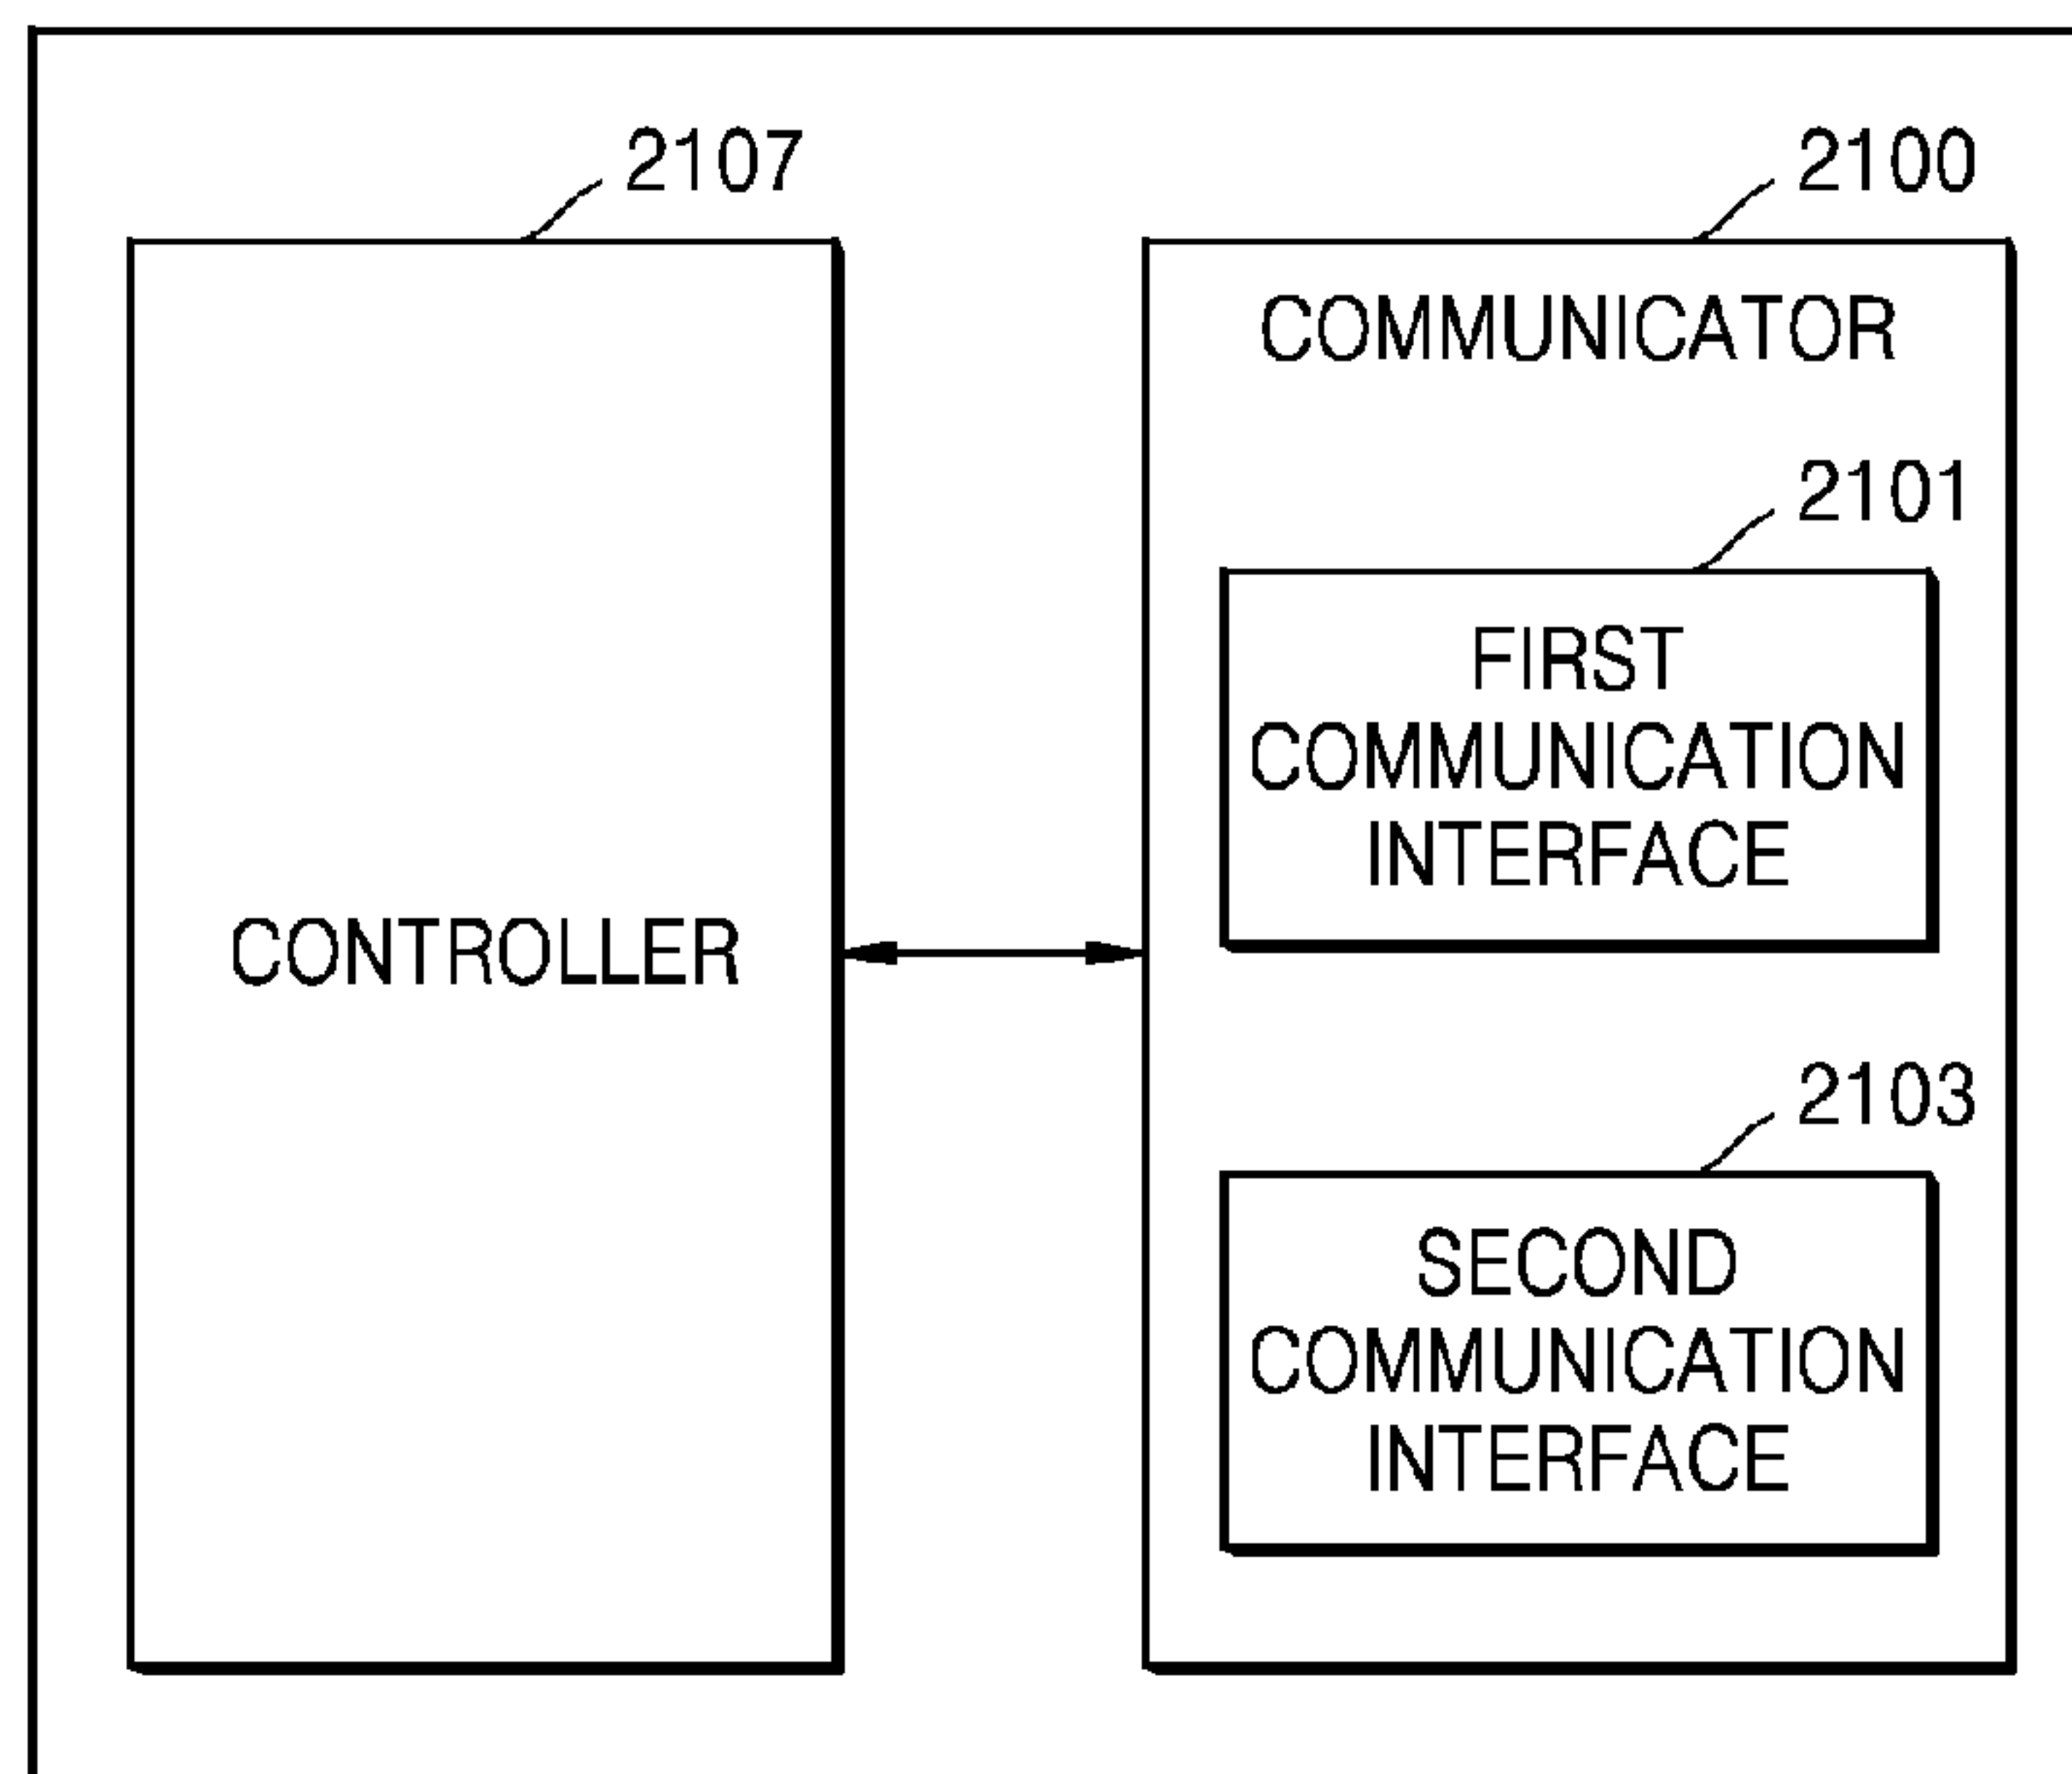 2107
2100
COMMUNICATOR
2101
FIRST
COMMUNICATION
INTERFACE
CONTROLLER
2103
SECOND
COMMUNICATION
INTERFACE